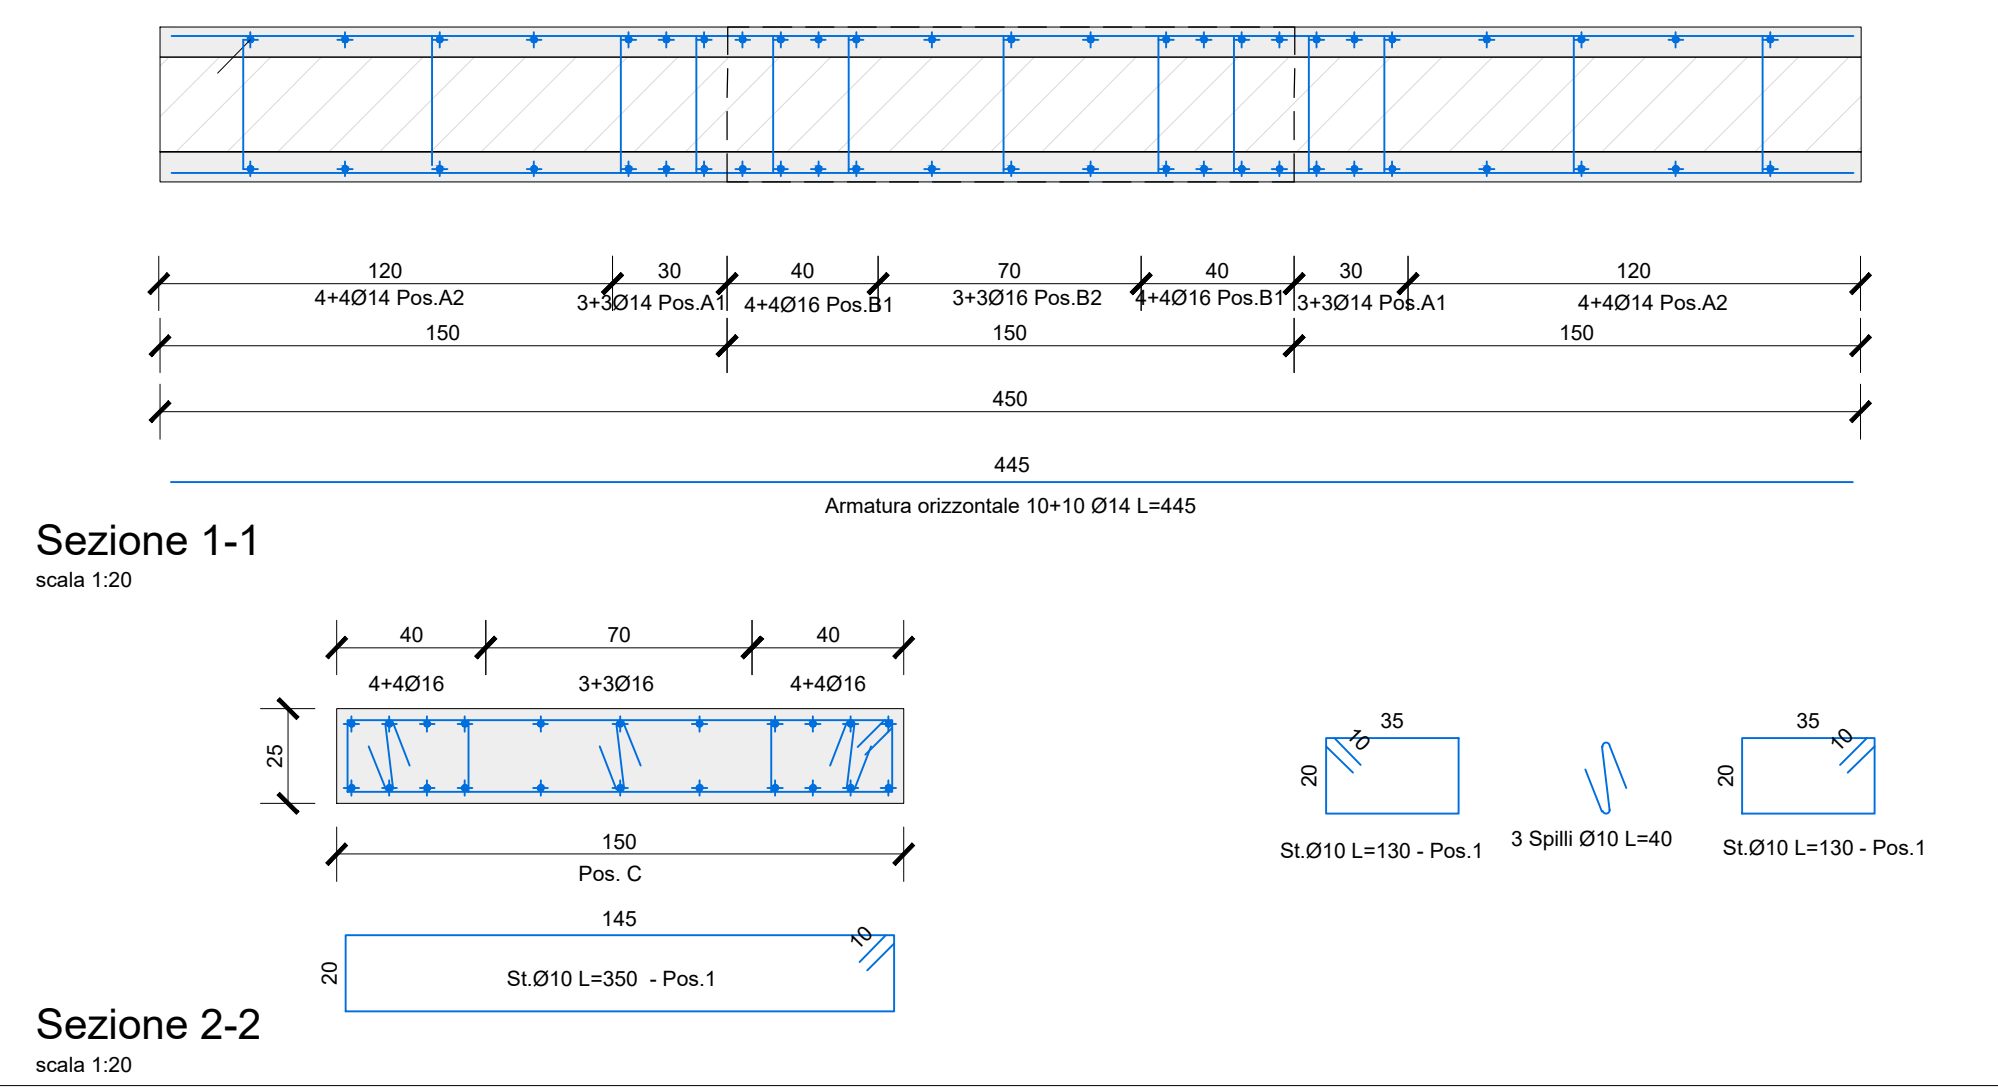 120 30 40 70 40 30 120
4+4Ø14 Pos.A2 3+3Ø14 Pos.A1 4+4Ø16 Pos.B1 3+3Ø16 Pos.B2 4+4Ø16 Pos.B1 3+3Ø14 Pos.A1 4+4Ø14 Pos.A2
150 150 150
450
445
Armatura orizzontale 10+10 Ø14 L=445
Sezione 1-1
scala 1:20
40 70 40
4+4Ø16 3+3Ø16 4+4Ø16
25
150
Pos. C
145
10
20
St.Ø10 L=350 - Pos.1
35
10
20
St.Ø10 L=130 - Pos.1
3 Spilli Ø10 L=40
35
10
20
St.Ø10 L=130 - Pos.1
Sezione 2-2
scala 1:20